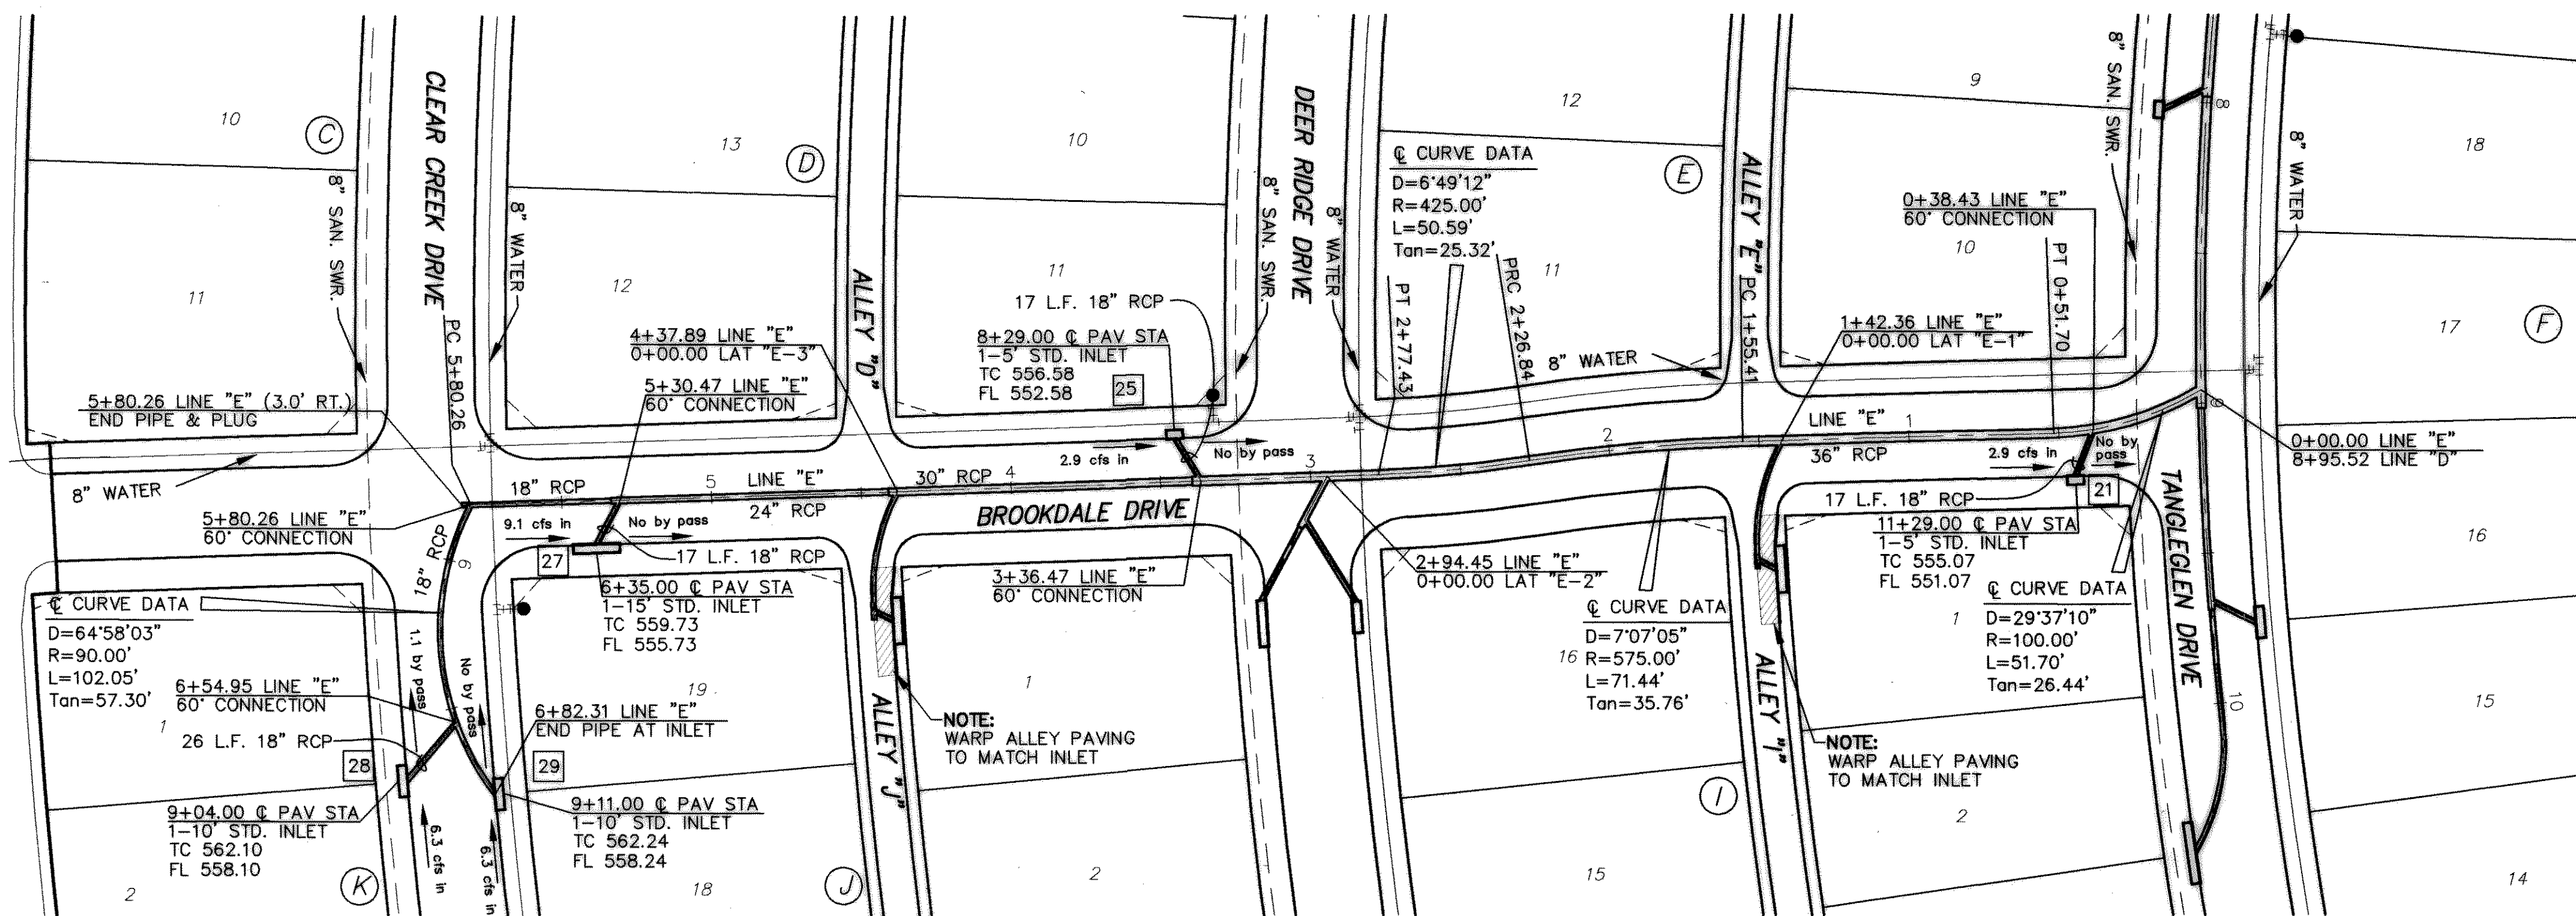 10
C
CLEAR CREEK DRIVE
8" SAN. SWR.
11
8" WATER
PC 5+80.26
13
D
12
ALLEY "D"
10
11
8" SAN. SWR.
DEER RIDGE DRIVE
8" WATER
12
E
11
ALLEY "E"
9
10
8" SAN. SWR.
8
8" WATER
18
17
F
16
15
14
5+80.26 LINE "E" (3.0' RT.)
END PIPE & PLUG
8" WATER
5+80.26 LINE "E"
60° CONNECTION
4+37.89 LINE "E"
0+00.00 LAT "E-3"
5+30.47 LINE "E"
60° CONNECTION
17 L.F. 18" RCP
8+29.00 ℄ PAV STA
1-5' STD. INLET
TC 556.58
FL 552.58
25
2.9 cfs in
No by pass
℄ CURVE DATA
D=6°49'12"
R=425.00'
L=50.59'
Tan=25.32'
PT 2+77.43
PRC 2+26.84
8" WATER
PC 1+55.41
0+38.43 LINE "E"
60° CONNECTION
PT 0+51.70
1+42.36 LINE "E"
0+00.00 LAT "E-1"
LINE "E"
1
36" RCP
2.9 cfs in
No by
pass
9
0+00.00 LINE "E"
8+95.52 LINE "D"
18" RCP
5
LINE "E"
24" RCP
30" RCP
4
3
2
BROOKDALE DRIVE
9.1 cfs in
No by pass
27
17 L.F. 18" RCP
6+35.00 ℄ PAV STA
1-15' STD. INLET
TC 559.73
FL 555.73
3+36.47 LINE "E"
60° CONNECTION
2+94.45 LINE "E"
0+00.00 LAT "E-2"
17 L.F. 18" RCP
21
11+29.00 ℄ PAV STA
1-5' STD. INLET
TC 555.07
FL 551.07
TANGLEGLEN DRIVE
℄ CURVE DATA
D=7°07'05"
R=575.00'
L=71.44'
Tan=35.76'
16
℄ CURVE DATA
D=29°37'10"
R=100.00'
L=51.70'
Tan=26.44'
1
10
℄ CURVE DATA
D=64°58'03"
R=90.00'
L=102.05'
Tan=57.30'
1
18" RCP
6
1.1 by pass
No by pass
6+54.95 LINE "E"
60° CONNECTION
26 L.F. 18" RCP
28
29
6+82.31 LINE "E"
END PIPE AT INLET
19
9+04.00 ℄ PAV STA
1-10' STD. INLET
TC 562.10
FL 558.10
6.3 cfs in
6.3 cfs in
9+11.00 ℄ PAV STA
1-10' STD. INLET
TC 562.24
FL 558.24
2
K
18
J
ALLEY "J"
1
NOTE:
WARP ALLEY PAVING
TO MATCH INLET
2
15
I
ALLEY "I"
NOTE:
WARP ALLEY PAVING
TO MATCH INLET
2